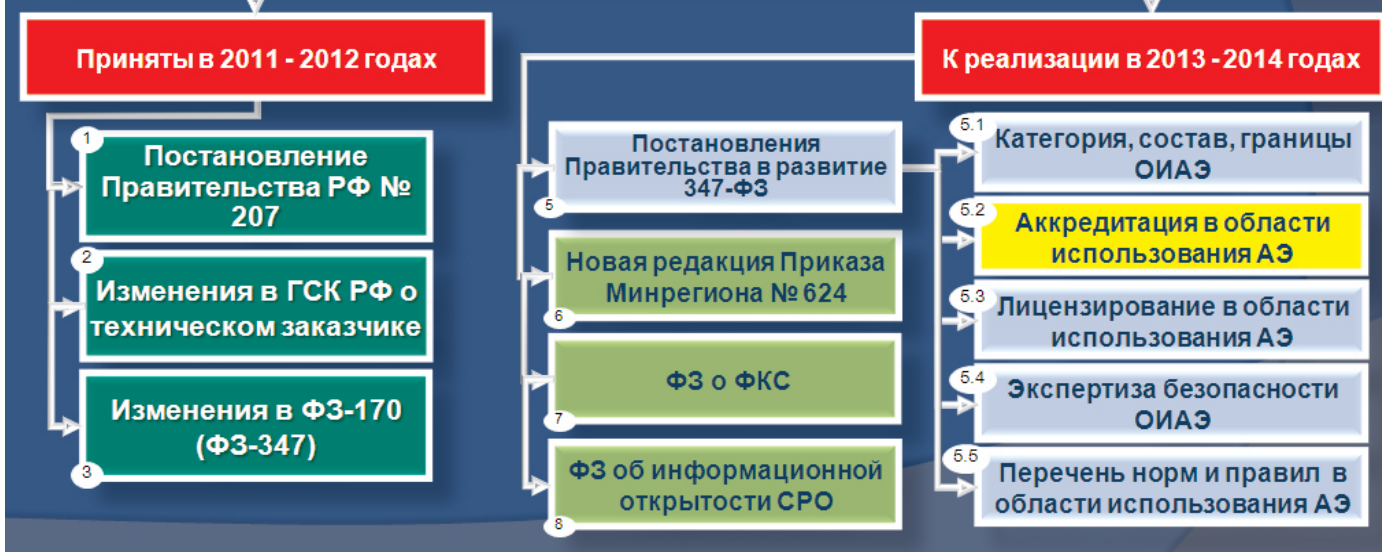 Приняты в 2011 - 2012 годах
1
Постановление
Правительства РФ №
207
2
Изменения в ГСК РФ о
техническом заказчике
Изменения в ФЗ-170
(ФЗ-347)
3
К реализации в 2013 - 2014 годах
Постановления
Правительства в развитие
347-ФЗ
5
Новая редакция Приказа
Минрегиона № 624
6
ФЗ о ФКС
7
ФЗ об информационной
открытости СРО
8
5.1
Категория, состав, границы
ОИАЭ
5.2
Аккредитация в области
использования АЭ
5.3
Лицензирование в области
использования АЭ
5.4
Экспертиза безопасности
ОИАЭ
5.5
Перечень норм и правил в
области использования АЭ